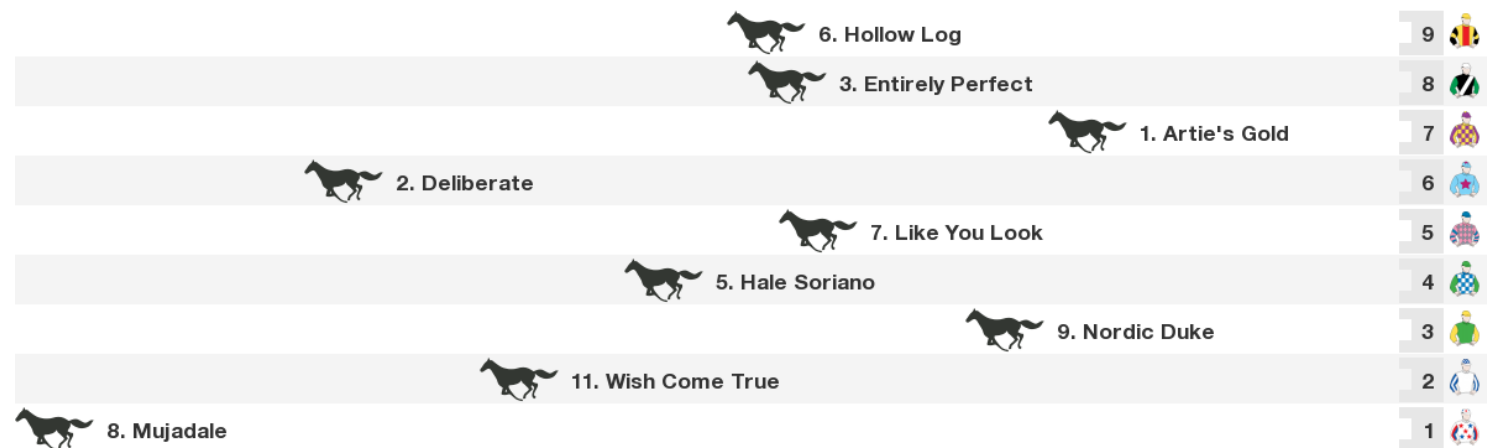 6. Hollow Log 9
3. Entirely Perfect 8
1. Artie's Gold 7
2. Deliberate 6
7. Like You Look 5
5. Hale Soriano 4
9. Nordic Duke 3
11. Wish Come True 2
8. Mujadale 1